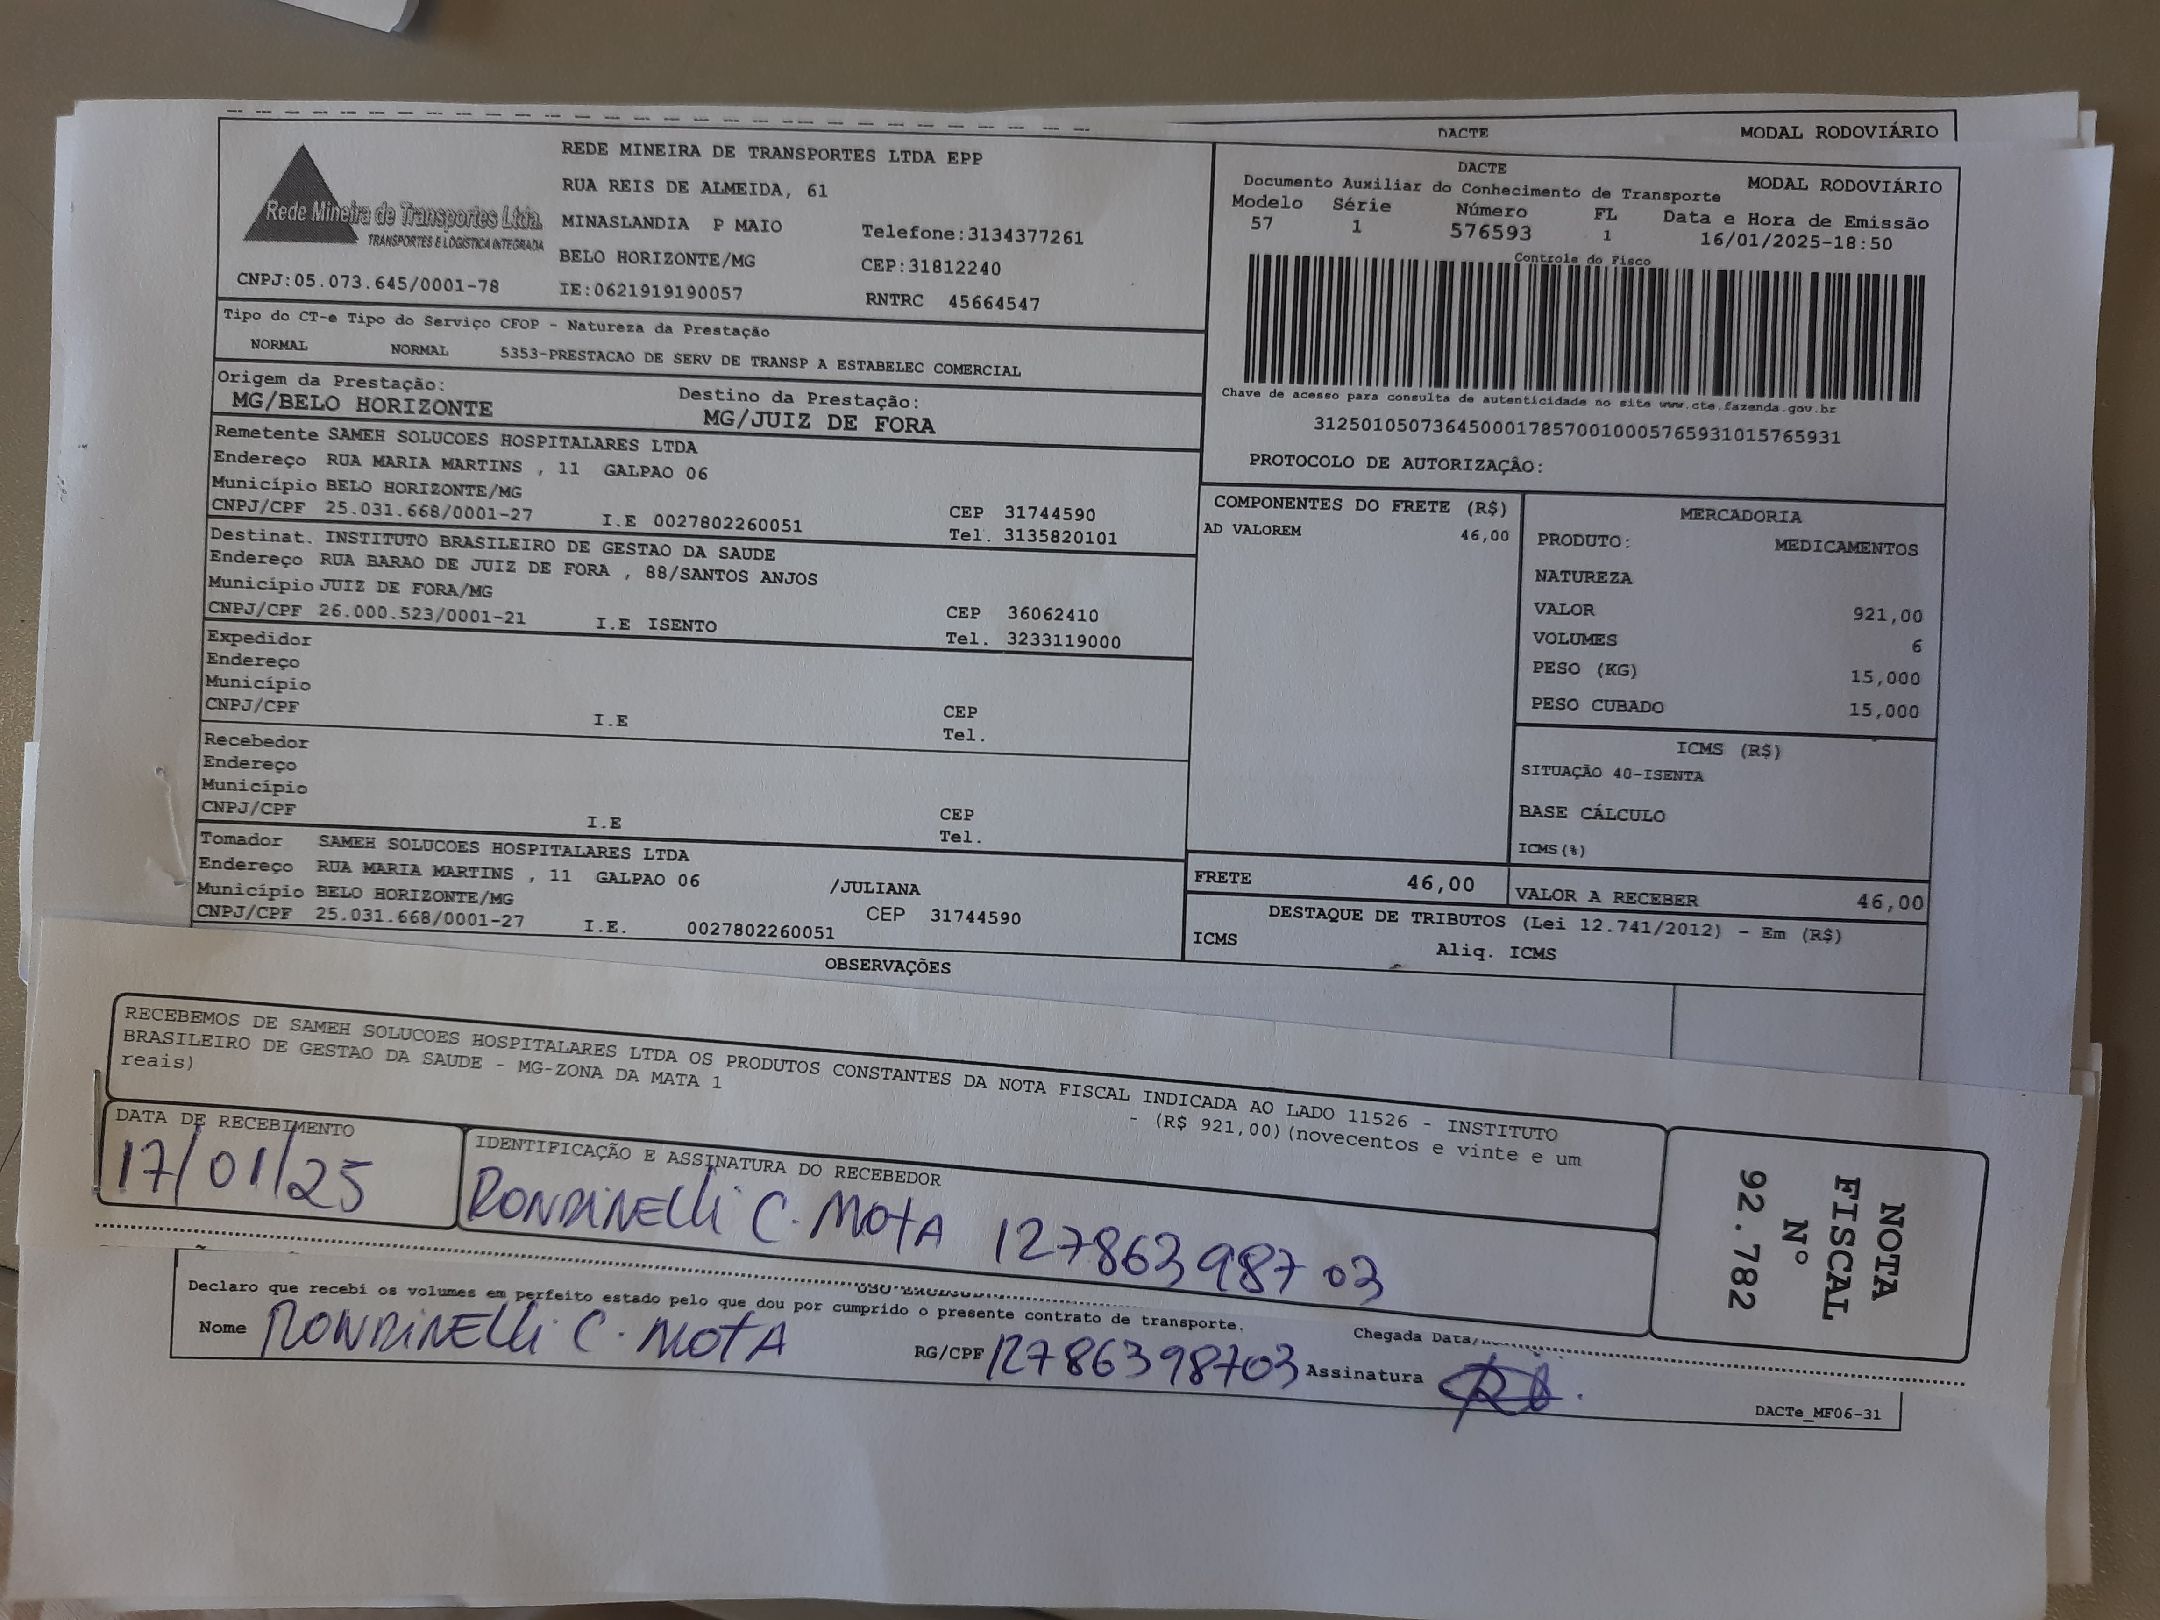 DACTE MODAL RODOVIÁRIO
Rede Mineira de Transportes Ltda.
TRANSPORTES E LOGÍSTICA INTEGRADA
CNPJ:05.073.645/0001-78
REDE MINEIRA DE TRANSPORTES LTDA EPP
RUA REIS DE ALMEIDA, 61
MINASLANDIA P MAIO Telefone:3134377261
BELO HORIZONTE/MG CEP:31812240
IE:0621919190057 RNTRC 45664547
DACTE MODAL RODOVIÁRIO
Documento Auxiliar do Conhecimento de Transporte
Modelo Série Número FL Data e Hora de Emissão
57 1 576593 1 16/01/2025-18:50
Controle do Fisco
Chave de acesso para consulta de autenticidade no site www.cte.fazenda.gov.br
31250105073645000178570010005765931015765931
PROTOCOLO DE AUTORIZAÇÃO:
Tipo do CT-e Tipo do Serviço CFOP - Natureza da Prestação
NORMAL NORMAL 5353-PRESTACAO DE SERV DE TRANSP A ESTABELEC COMERCIAL
Origem da Prestação: Destino da Prestação:
MG/BELO HORIZONTE MG/JUIZ DE FORA
Remetente SAMEH SOLUCOES HOSPITALARES LTDA
Endereço RUA MARIA MARTINS , 11 GALPAO 06
Município BELO HORIZONTE/MG CEP 31744590
CNPJ/CPF 25.031.668/0001-27 I.E 0027802260051 Tel. 3135820101
Destinat. INSTITUTO BRASILEIRO DE GESTAO DA SAUDE
Endereço RUA BARAO DE JUIZ DE FORA , 88/SANTOS ANJOS
Município JUIZ DE FORA/MG CEP 36062410
CNPJ/CPF 26.000.523/0001-21 I.E ISENTO Tel. 3233119000
Expedidor
Endereço
Município CEP
CNPJ/CPF I.E Tel.
Recebedor
Endereço
Município CEP
CNPJ/CPF I.E Tel.
Tomador SAMEH SOLUCOES HOSPITALARES LTDA
Endereço RUA MARIA MARTINS , 11 GALPAO 06 /JULIANA
Município BELO HORIZONTE/MG CEP 31744590
CNPJ/CPF 25.031.668/0001-27 I.E. 0027802260051
COMPONENTES DO FRETE (R$)
AD VALOREM 46,00
MERCADORIA
PRODUTO: MEDICAMENTOS
NATUREZA
VALOR 921,00
VOLUMES 6
PESO (KG) 15,000
PESO CUBADO 15,000
ICMS (R$)
SITUAÇÃO 40-ISENTA
BASE CÁLCULO
ICMS(%)
FRETE 46,00 VALOR A RECEBER 46,00
DESTAQUE DE TRIBUTOS (Lei 12.741/2012) - Em (R$)
ICMS Aliq. ICMS
OBSERVAÇÕES
RECEBEMOS DE SAMEH SOLUCOES HOSPITALARES LTDA OS PRODUTOS CONSTANTES DA NOTA FISCAL INDICADA AO LADO 11526 - INSTITUTO
BRASILEIRO DE GESTAO DA SAUDE - MG-ZONA DA MATA 1 - (R$ 921,00)(novecentos e vinte e um
reais)
DATA DE RECEBIMENTO IDENTIFICAÇÃO E ASSINATURA DO RECEBEDOR
17/01/25 RONDINELLI C. MOTA 12786398703
NOTA
FISCAL
Nº
92.782
Declaro que recebi os volumes em perfeito estado pelo que dou por cumprido o presente contrato de transporte.
Chegada Data/
Nome RONDINELLI C. MOTA RG/CPF 12786398703 Assinatura
DACTe_MF06-31